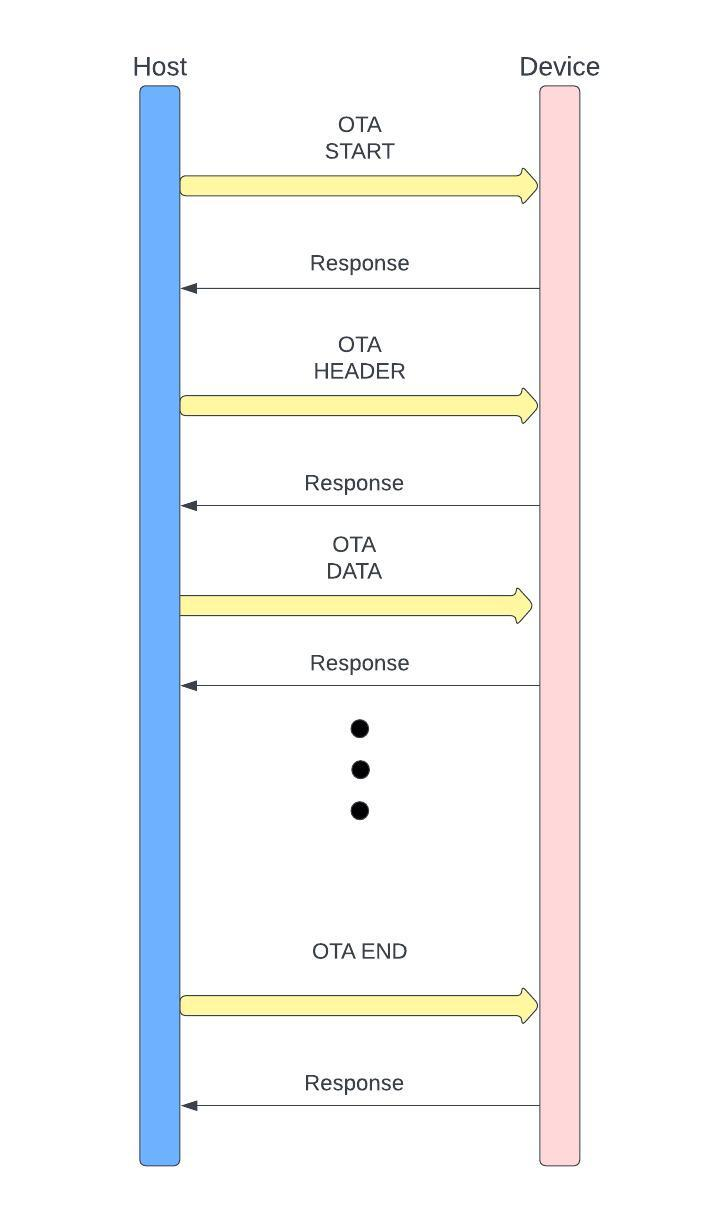 Host
Device
OTA
START
Response
OTA
HEADER
Response
OTA
DATA
Response
OTA END
Response